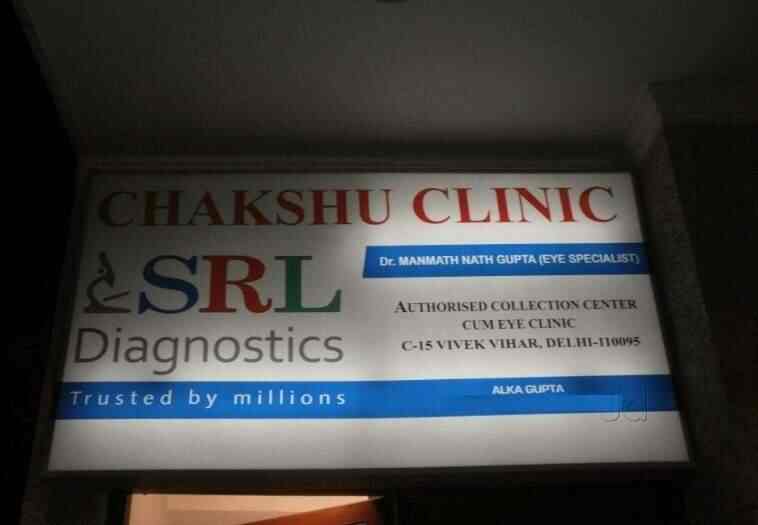 CHAKSHU CLINIC
SRL
Diagnostics
Trusted by millions
Dr. MANMATH NATH GUPTA (EYE SPECIALIST)
AUTHORISED COLLECTION CENTER
CUM EYE CLINIC
C-15 VIVEK VIHAR, DELHI-110095
ALKA GUPTA
Jd